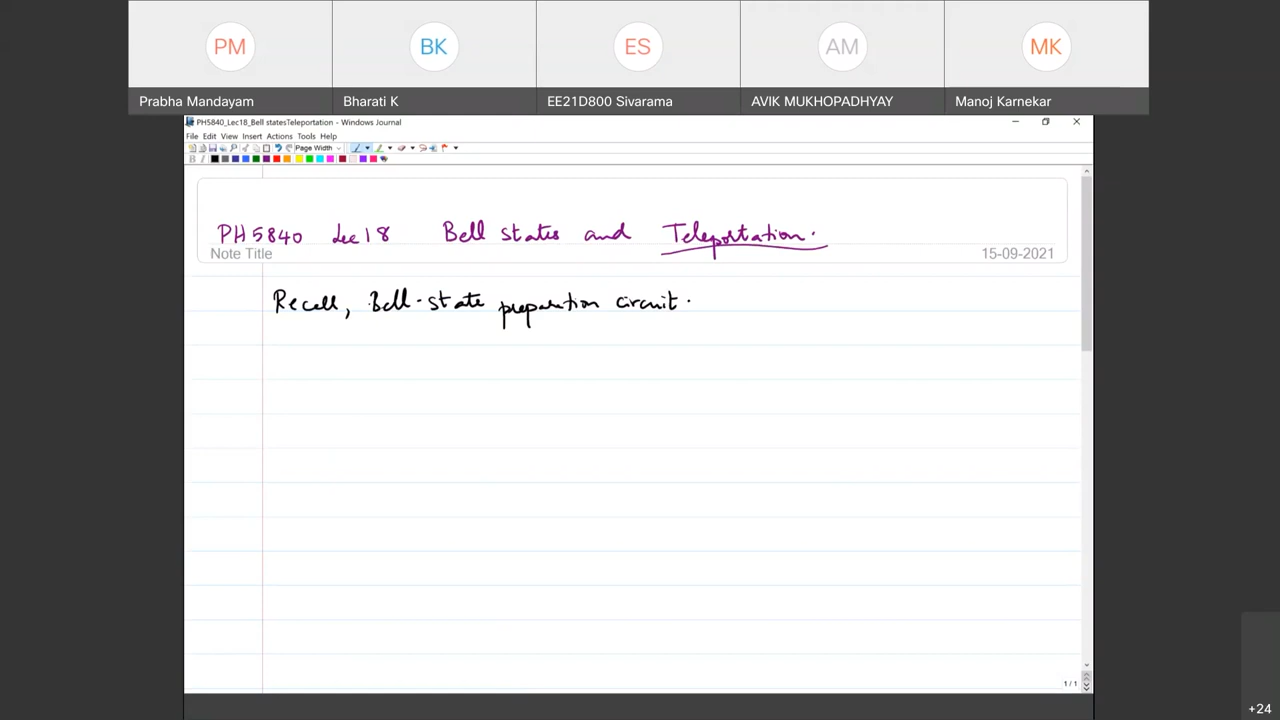 PM BK ES AM MK
Prabha Mandayam Bharati K EE21D800 Sivarama AVIK MUKHOPADHYAY Manoj Karnekar
PH5840_Lec18_Bell statesTeleportation - Windows Journal
File Edit View Insert Actions Tools Help
Page Width
B I
PH5840 Lec 18 Bell states and Teleportation.
Note Title 15-09-2021
Recall, Bell-state preparation circuit.
1 / 1
+24